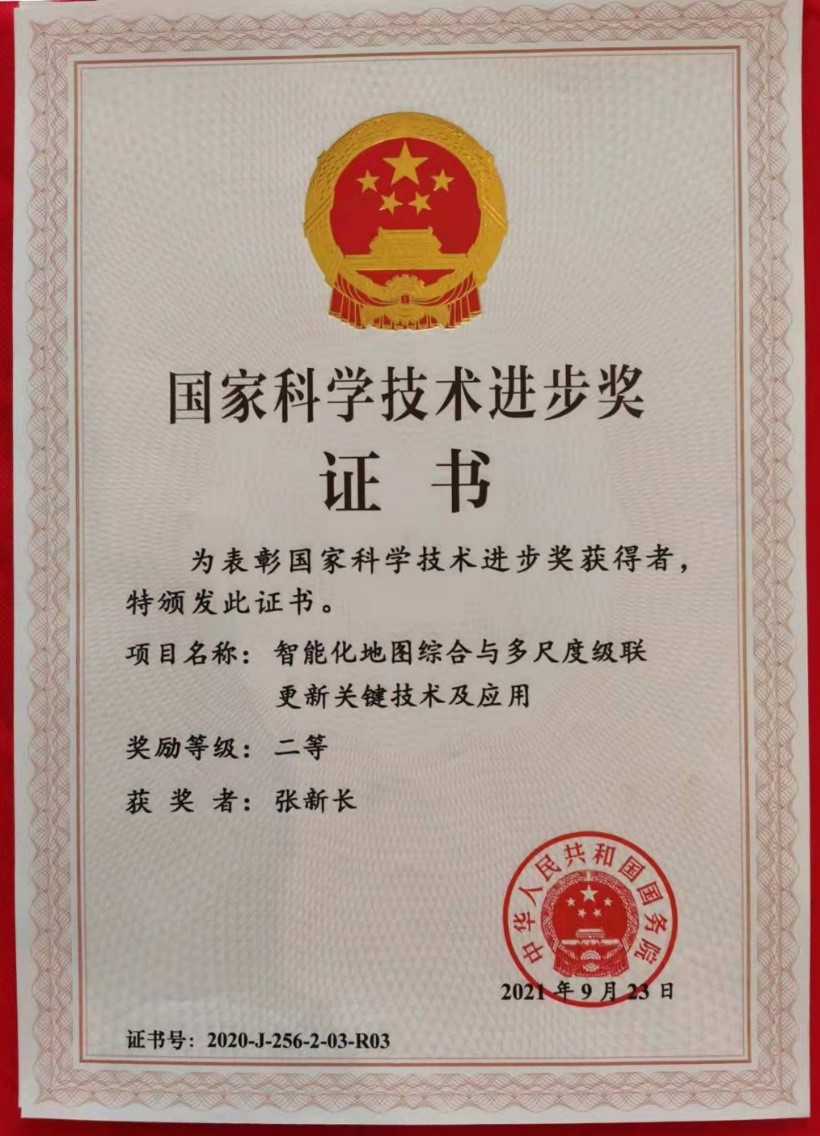 国家科学技术进步奖
证书
为表彰国家科学技术进步奖获得者，
特颁发此证书。
项目名称：智能化地图综合与多尺度级联
更新关键技术及应用
奖励等级：二等
获奖者：张新长
中华人民共和国国务院
2021年9月23日
证书号：2020-J-256-2-03-R03